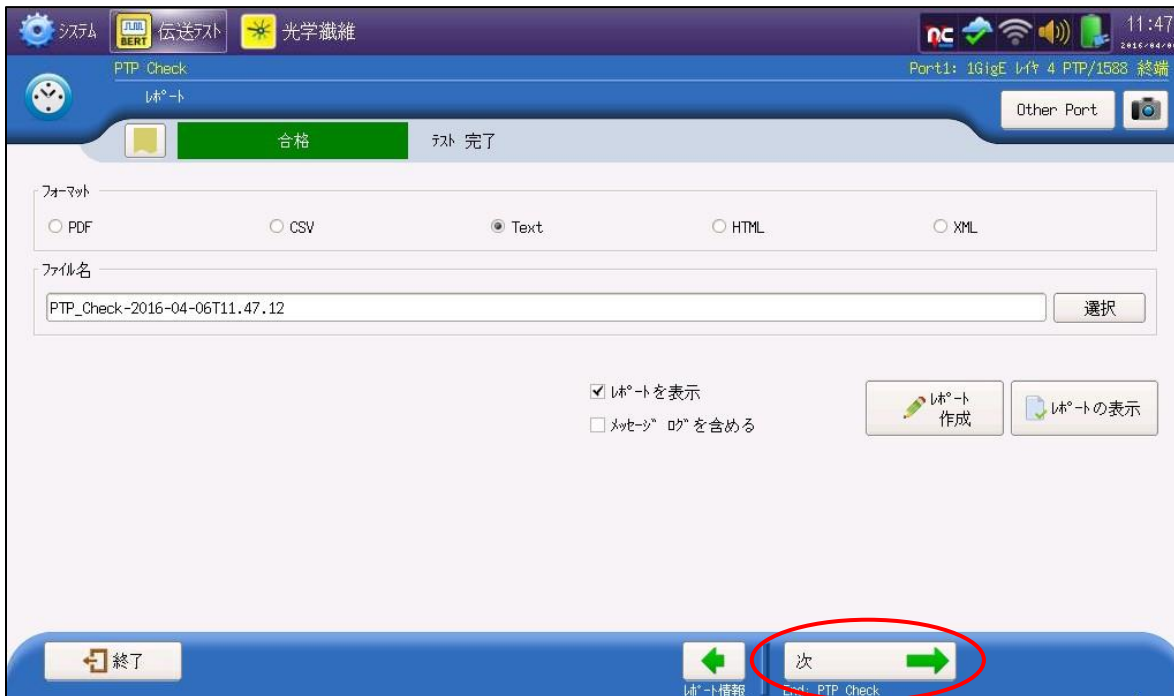 システム BERT 伝送テスト 光学繊維 11:47
PTP Check Port1: 1GigE レイヤ 4 PTP/1588 終端
レポート
Other Port
合格 テスト 完了
フォーマット
PDF CSV Text HTML XML
ファイル名
PTP_Check-2016-04-06T11.47.12 選択
レポートを表示
メッセージ ログを含める
レポート
作成
レポートの表示
終了 次
レポート情報 End: PTP Check